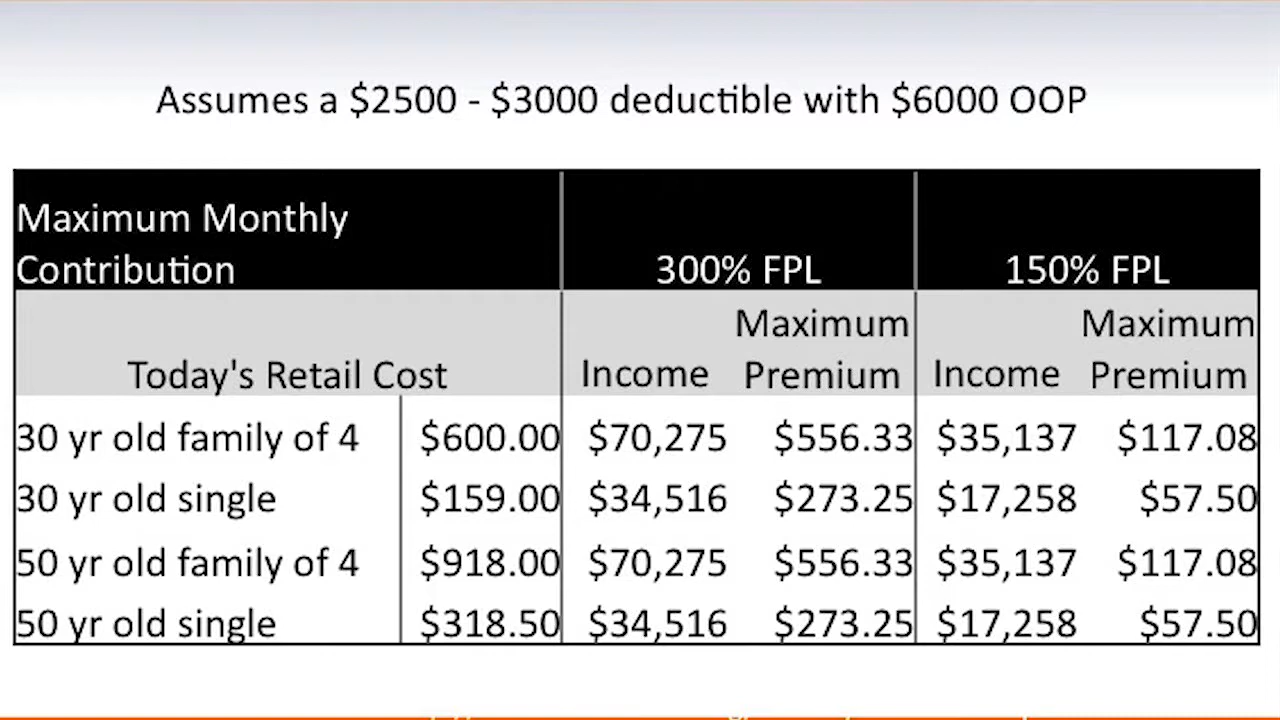 Assumes a $2500 - $3000 deductible with $6000 OOP
Maximum Monthly
Contribution 300% FPL 150% FPL
Today's Retail Cost Income Maximum Premium Income Maximum Premium
30 yr old family of 4 $600.00 $70,275 $556.33 $35,137 $117.08
30 yr old single $159.00 $34,516 $273.25 $17,258 $57.50
50 yr old family of 4 $918.00 $70,275 $556.33 $35,137 $117.08
50 yr old single $318.50 $34,516 $273.25 $17,258 $57.50